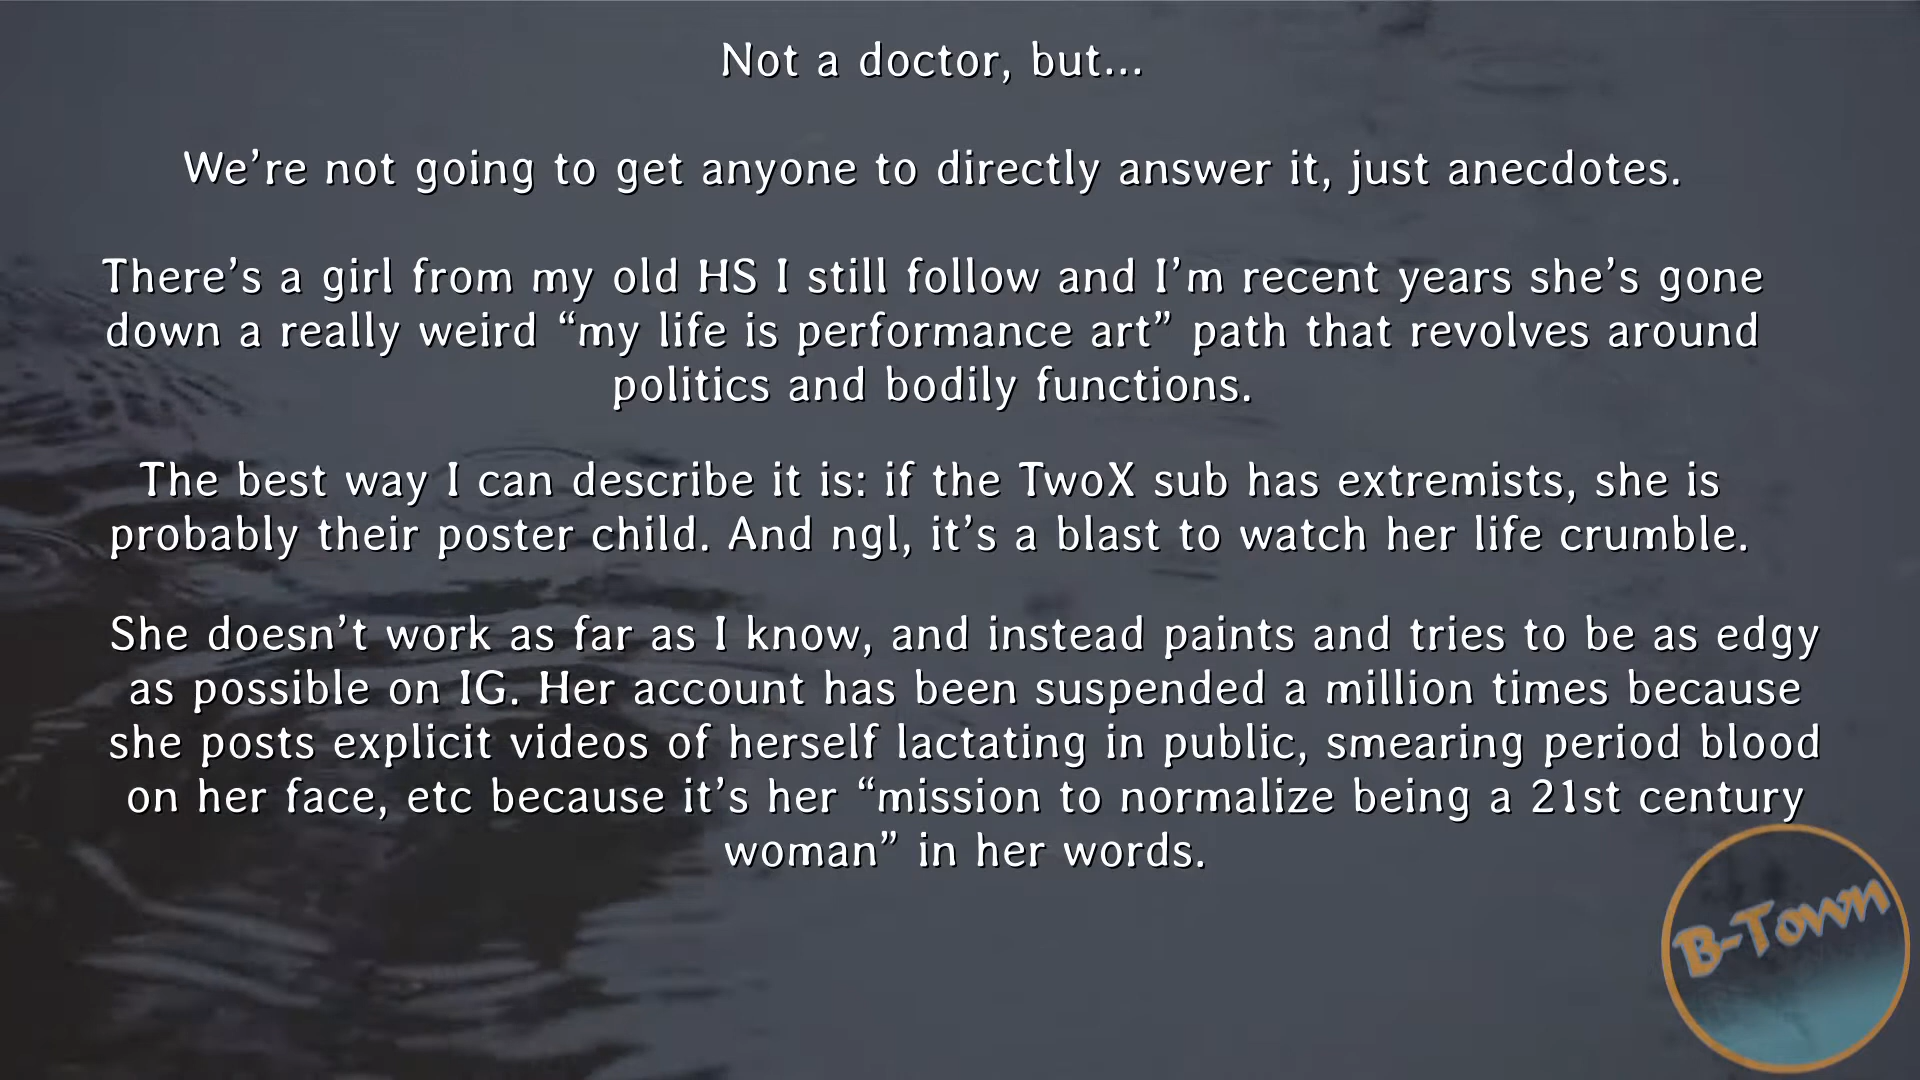 Not a doctor, but...
We’re not going to get anyone to directly answer it, just anecdotes.
There’s a girl from my old HS I still follow and I’m recent years she’s gone
down a really weird “my life is performance art” path that revolves around
politics and bodily functions.
The best way I can describe it is: if the TwoX sub has extremists, she is
probably their poster child. And ngl, it’s a blast to watch her life crumble.
She doesn’t work as far as I know, and instead paints and tries to be as edgy
as possible on IG. Her account has been suspended a million times because
she posts explicit videos of herself lactating in public, smearing period blood
on her face, etc because it’s her “mission to normalize being a 21st century
woman” in her words.
B-Town